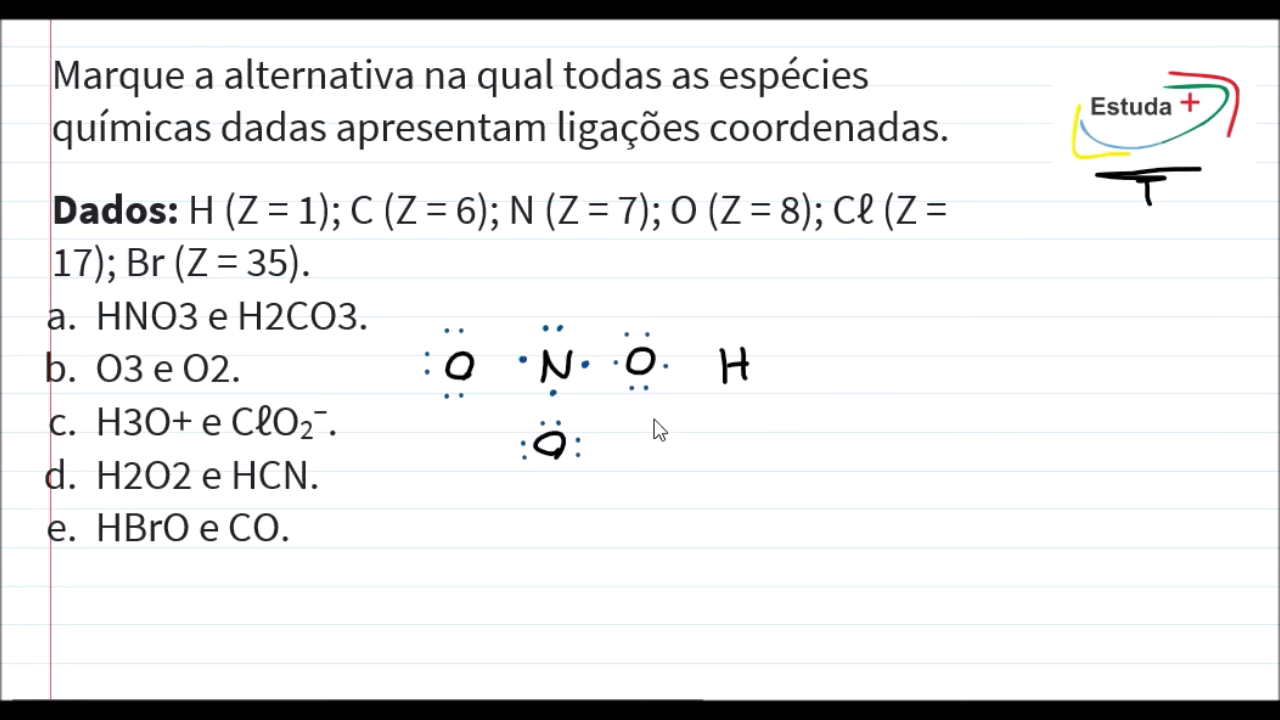 Marque a alternativa na qual todas as espécies
químicas dadas apresentam ligações coordenadas.
Estuda +
Dados: H (Z = 1); C (Z = 6); N (Z = 7); O (Z = 8); Cℓ (Z =
17); Br (Z = 35).
a. HNO3 e H2CO3.
b. O3 e O2.
c. H3O+ e CℓO₂⁻.
d. H2O2 e HCN.
e. HBrO e CO.
O N O H
O